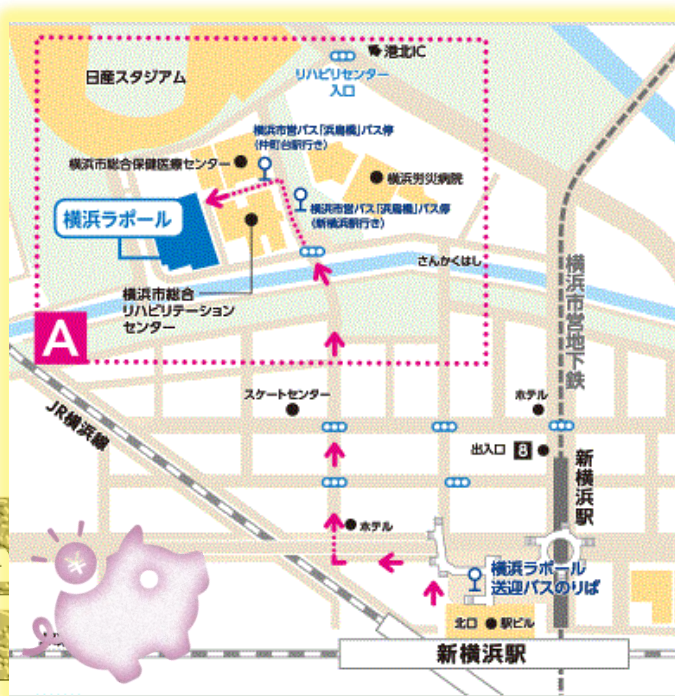 港北IC
日産スタジアム
リハビリセンター
入口
横浜市営バス「浜鳥橋」バス停
(仲町台駅行き)
横浜市総合保健医療センター
横浜労災病院
横浜ラポール
横浜市営バス「浜鳥橋」バス停
(新横浜駅行き)
さんかくはし
横浜市総合
リハビリテーション
センター
横浜市営地下鉄
A
スケートセンター
ホテル
JR横浜線
出入口 8
新横浜駅
ホテル
横浜ラポール
送迎バスのりば
北口
駅ビル
新横浜駅